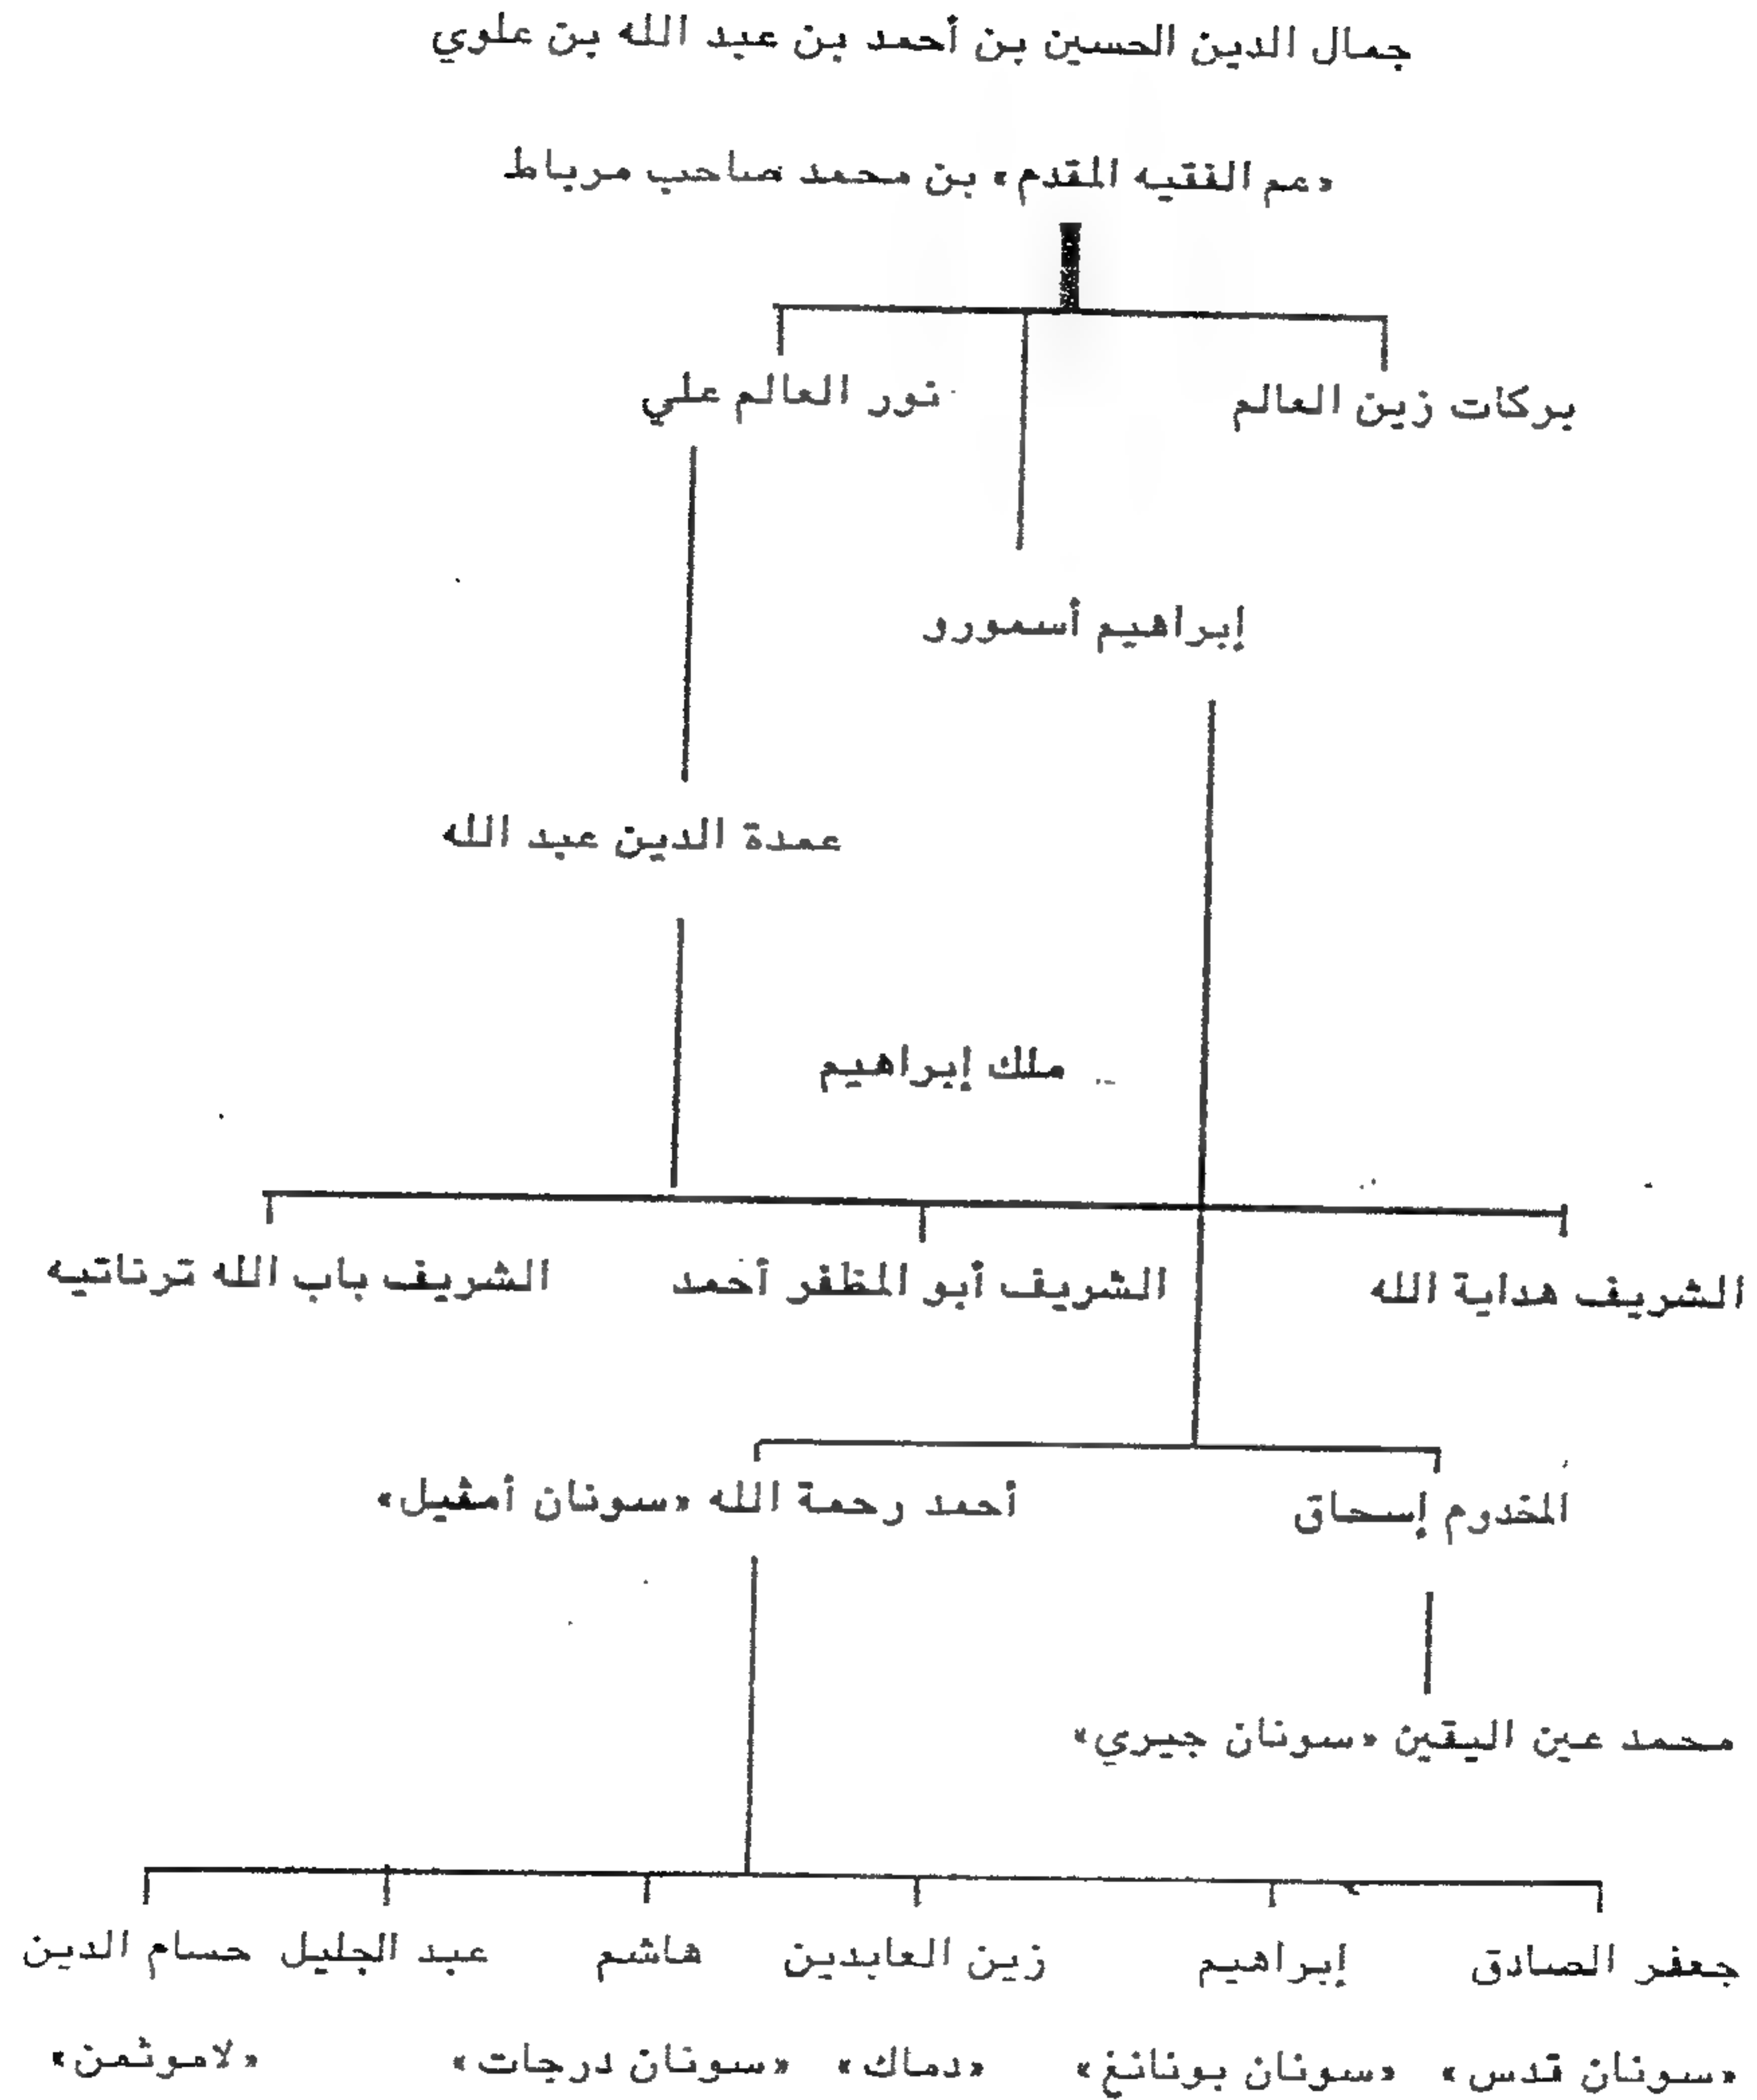 جمال الدين الحسين بن أحمد بن عبد الله بن علوي
«عم الفقيه المقدم» بن محمد صاحب مرباط
بركات زين العالم
نور العالم علي
إبراهيم أسمورو
عمدة الدين عبد الله
ملك إبراهيم
الشريف هداية الله
الشريف أبو المظفر أحمد
الشريف باب الله ترناتيه
المخدوم إسحاق
أحمد رحمة الله «سونان أمثيل»
محمد عين اليقين «سونان جيري»
جعفر الصادق إبراهيم زين العابدين هاشم عبد الجليل حسام الدين
«سونان قدس» «سونان بونانغ» «دماك» «سونان درجات» «لاموثمن»